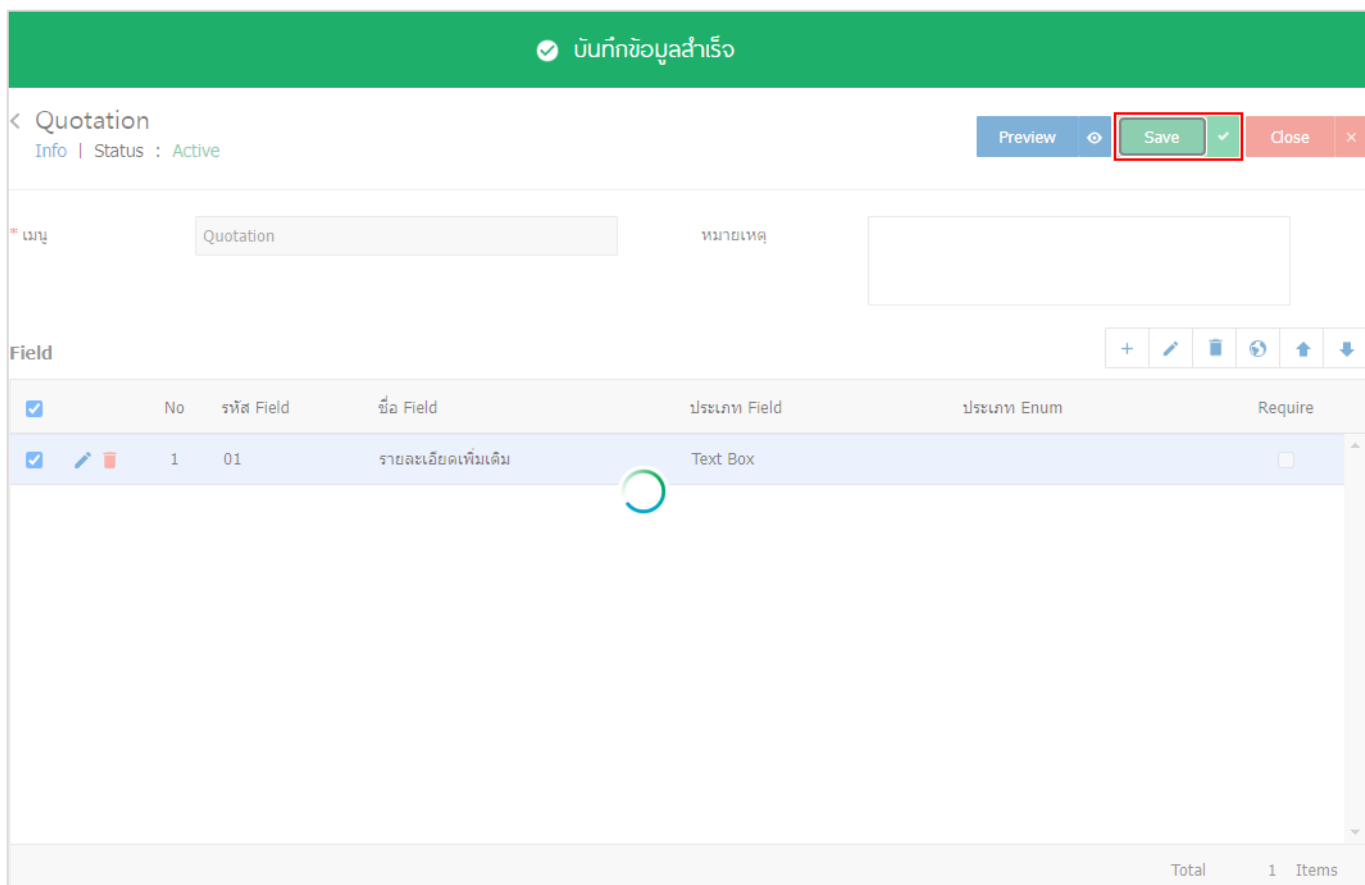 บันทึกข้อมูลสำเร็จ
Quotation
Info | Status : Active
Preview Save Close
* เมนู Quotation หมายเหตุ
Field
No รหัส Field ชื่อ Field ประเภท Field ประเภท Enum Require
1 01 รายละเอียดเพิ่มเติม Text Box
Total 1 Items